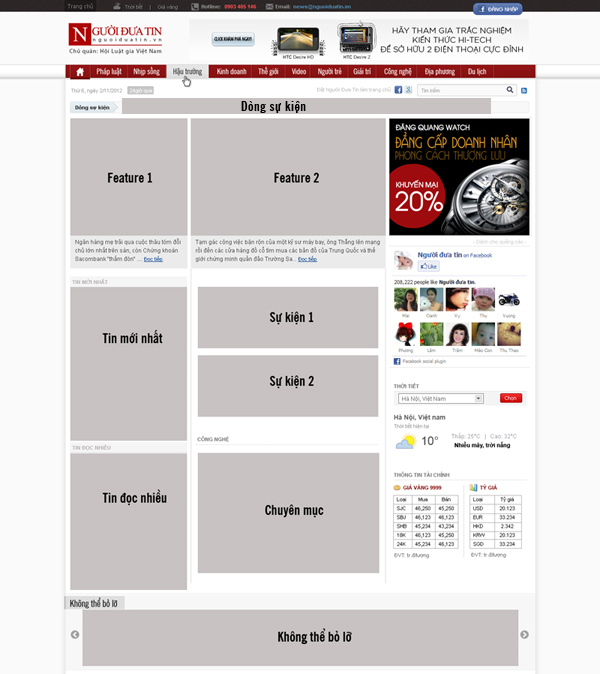 Trang chủ
Thời tiết | Giá vàng
Hotline: 0903 405 146
Email: news@nguoiduatin.vn
ĐĂNG NHẬP
NGƯỜI ĐƯA TIN
nguoiduatin.vn
Chủ quản: Hội Luật gia Việt Nam
CLICK KHÁM PHÁ NGAY!
HTC Desire HD
HTC Desire Z
HÃY THAM GIA TRẮC NGHIỆM
KIẾN THỨC HI-TECH
ĐỂ SỞ HỮU 2 ĐIỆN THOẠI CỰC ĐỈNH
Pháp luật Nhịp sống Hậu trường Kinh doanh Thế giới Video Người trẻ Giải trí Công nghệ Địa phương Du lịch
Thứ 6, ngày 2/11/2012
Đặt Người Đưa Tin làm trang chủ
Tìm kiếm
Dòng sự kiện
Dòng sự kiện
Feature 1
Feature 2
ĐĂNG QUANG WATCH
ĐẲNG CẤP DOANH NHÂN
PHONG CÁCH THƯỢNG LƯU
KHUYẾN MẠI
20%
Ngân hàng mẹ trải qua cuộc thâu tóm đổi
chủ lớn nhất trên sàn, còn Chứng khoán
Sacombank "thấm đòn" ... Đọc tiếp
Tạm gác công việc bận rộn của một kỹ sư máy bay, ông Thắng lên mạng
rồi đến các cửa hàng đồ cổ tìm mua các bản đồ của Trung Quốc và thế
giới chứng minh quần đảo Trường Sa... Đọc tiếp
Dành cho quảng cáo
Người đưa tin on Facebook
Like
208,222 people like Người đưa tin.
Mai Oanh Vy Thu Vương
Phương Lâm Trâm Mèo Con Thu Thao
Facebook social plugin
TIN MỚI NHẤT
Tin mới nhất
Sự kiện 1
Sự kiện 2
THỜI TIẾT
Hà Nội, Việt Nam
Chọn
Hà Nội, Việt nam
Thời tiết hiện tại
10°
Thấp: 25°C | Cao: 32°C
Nhiều mây, trời nắng
TIN ĐỌC NHIỀU
Tin đọc nhiều
CÔNG NGHỆ
Chuyên mục
THÔNG TIN TÀI CHÍNH
GIÁ VÀNG 9999
TỶ GIÁ
Loại Mua Bán
SJC 46,250 45,250
SBJ 46,123 46,123
SHB 45,234 43,234
18K 46,250 45,250
24K 45,234 46,123
ĐVT: tr.đ/lượng
Loại Tỷ giá
USD 20.123
EUR 33.234
HKD 2.342
KRW 20.123
SGD 33.234
ĐVT: tr.đ/lượng
Không thể bỏ lỡ
Không thể bỏ lỡ